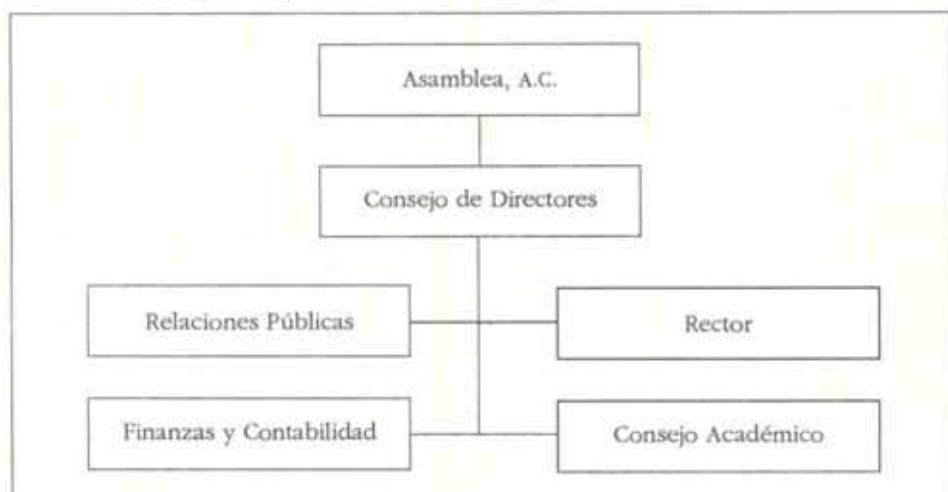 Asamblea, A.C.
Consejo de Directores
Relaciones Públicas
Rector
Finanzas y Contabilidad
Consejo Académico